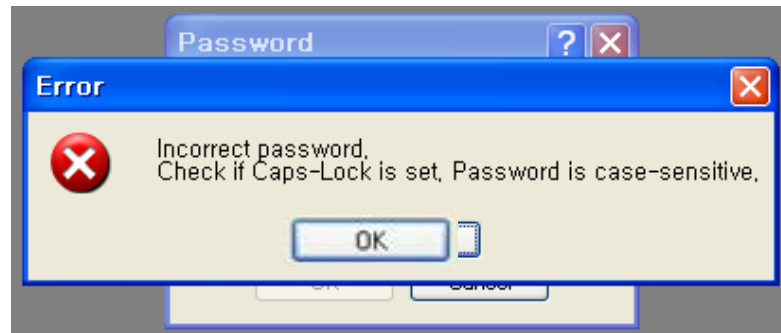 Password
Error
Incorrect password,
Check if Caps-Lock is set, Password is case-sensitive,
OK